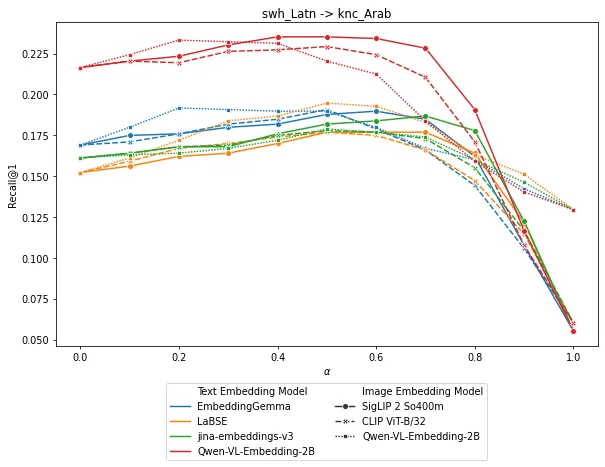 swh_Latn -> knc_Arab
Recall@1
0.225
0.200
0.175
0.150
0.125
0.100
0.075
0.050
0.0 0.2 0.4 0.6 0.8 1.0
α
Text Embedding Model Image Embedding Model
EmbeddingGemma SigLIP 2 So400m
LaBSE CLIP ViT-B/32
jina-embeddings-v3 Qwen-VL-Embedding-2B
Qwen-VL-Embedding-2B